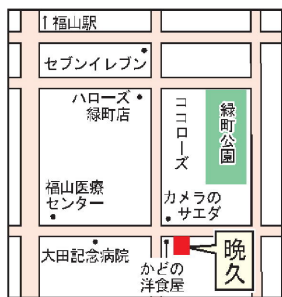 ↑福山駅
セブンイレブン
ハローズ
緑町店
ココローズ
緑町公園
福山医療
センター
カメラの
サエダ
大田記念病院
かどの
洋食屋
晩久